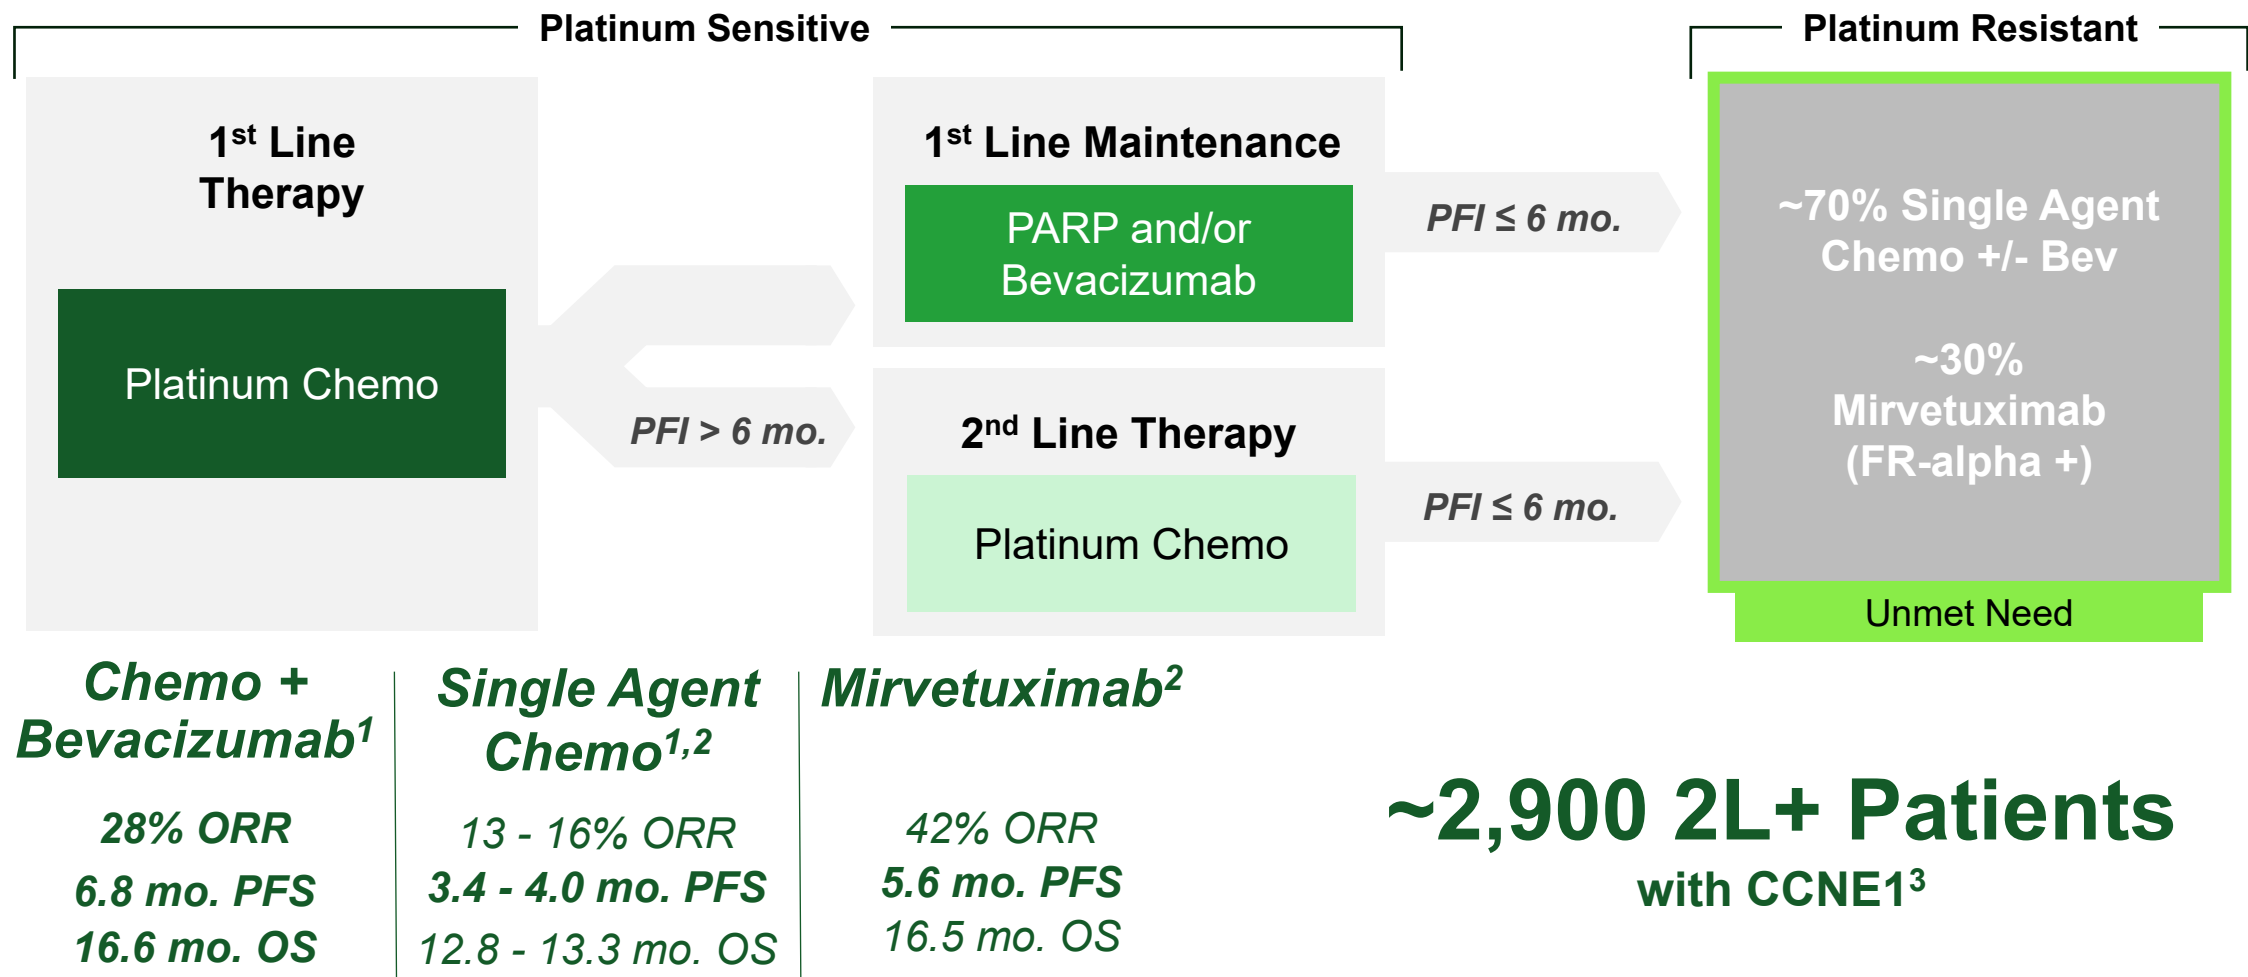 Platinum Sensitive
Platinum Resistant
1st Line
Therapy
Platinum Chemo
PFI > 6 mo.
1st Line Maintenance
PARP and/or
Bevacizumab
2nd Line Therapy
Platinum Chemo
PFI ≤ 6 mo.
PFI ≤ 6 mo.
~70% Single Agent
Chemo +/- Bev
~30%
Mirvetuximab
(FR-alpha +)
Unmet Need
Chemo +
Bevacizumab1
28% ORR
6.8 mo. PFS
16.6 mo. OS
Single Agent
Chemo1,2
13 - 16% ORR
3.4 - 4.0 mo. PFS
12.8 - 13.3 mo. OS
Mirvetuximab2
42% ORR
5.6 mo. PFS
16.5 mo. OS
~2,900 2L+ Patients
with CCNE13